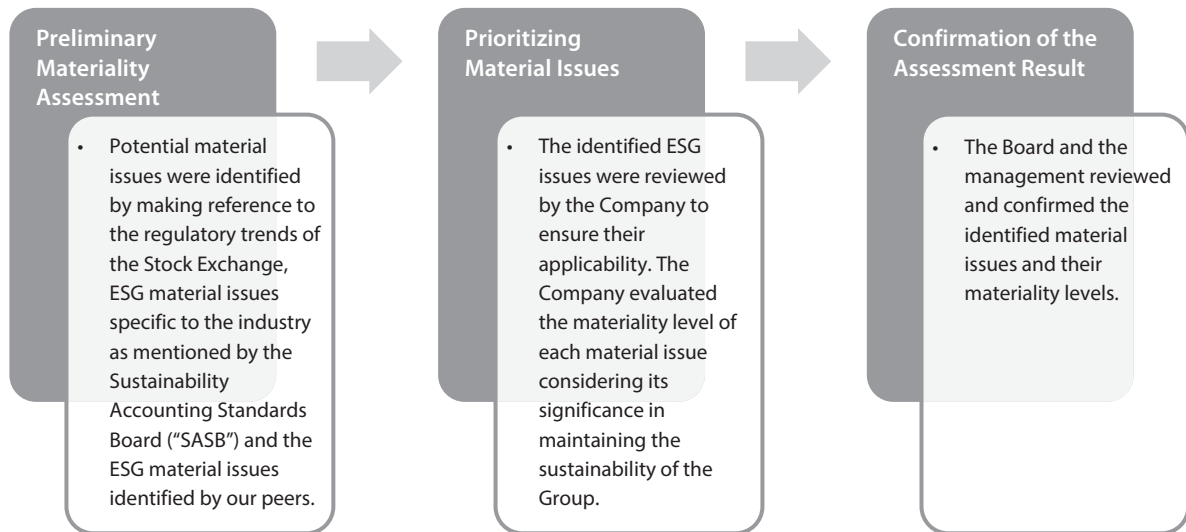 Preliminary
Materiality
Assessment
• Potential material
issues were identified
by making reference to
the regulatory trends of
the Stock Exchange,
ESG material issues
specific to the industry
as mentioned by the
Sustainability
Accounting Standards
Board (“SASB”) and the
ESG material issues
identified by our peers.
Prioritizing
Material Issues
• The identified ESG
issues were reviewed
by the Company to
ensure their
applicability. The
Company evaluated
the materiality level of
each material issue
considering its
significance in
maintaining the
sustainability of the
Group.
Confirmation of the
Assessment Result
• The Board and the
management reviewed
and confirmed the
identified material
issues and their
materiality levels.